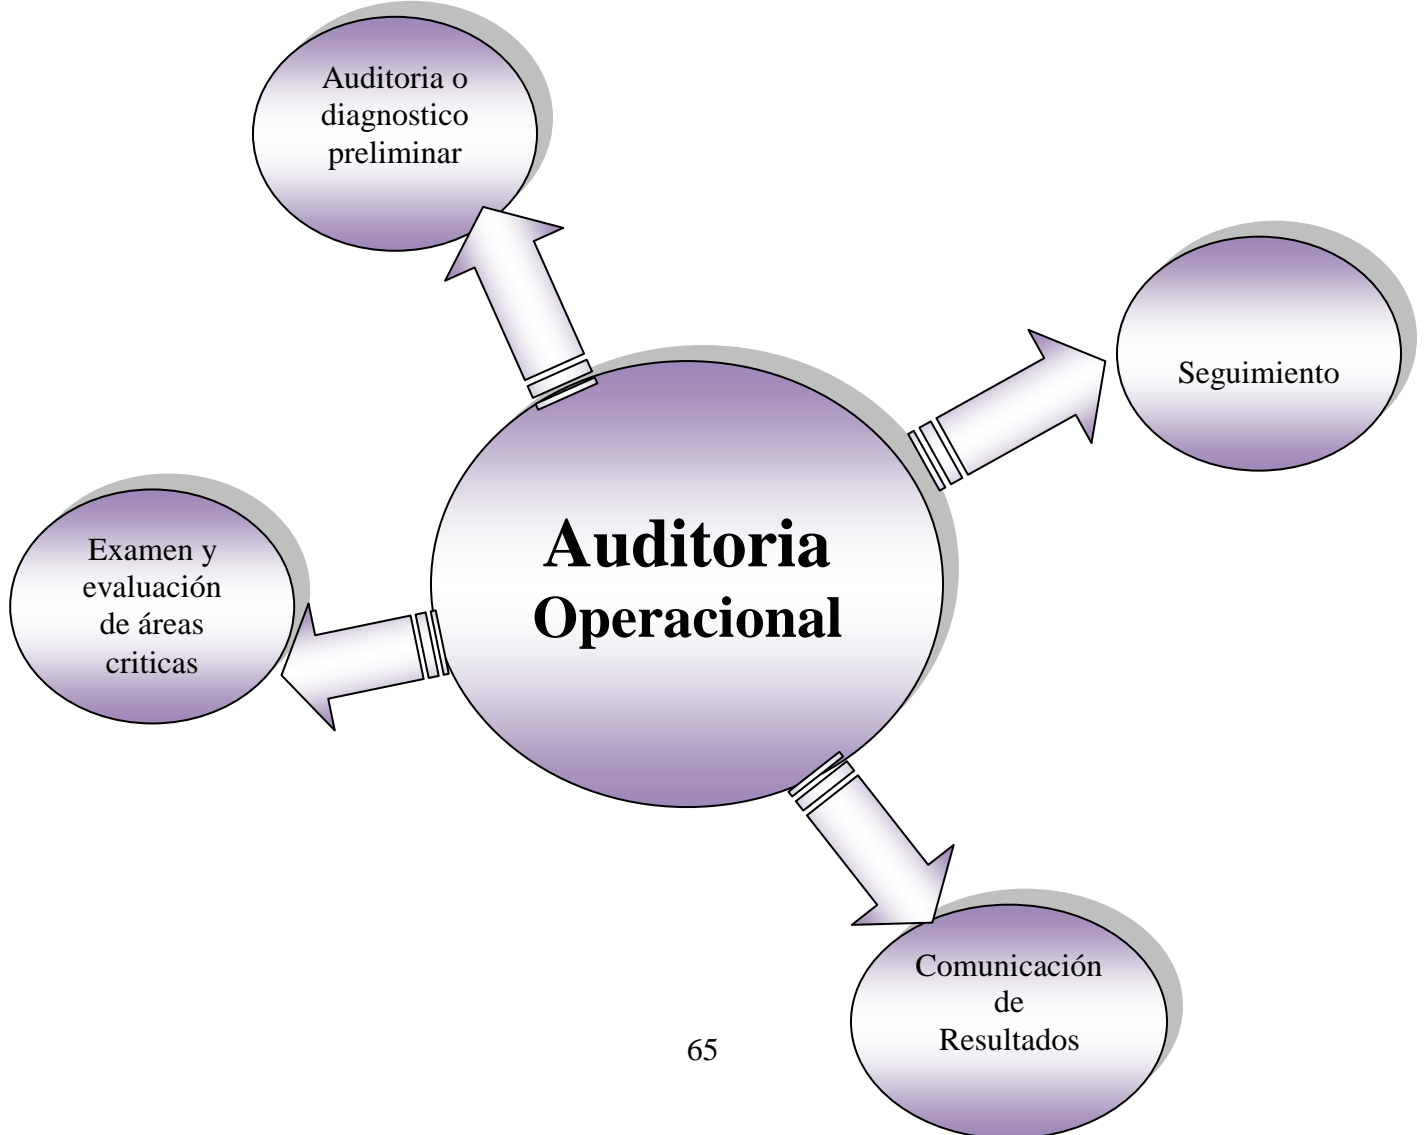 Auditoria o
diagnostico
preliminar
Seguimiento
Auditoria
Operacional
Examen y
evaluación
de áreas
criticas
Comunicación
de
Resultados
65